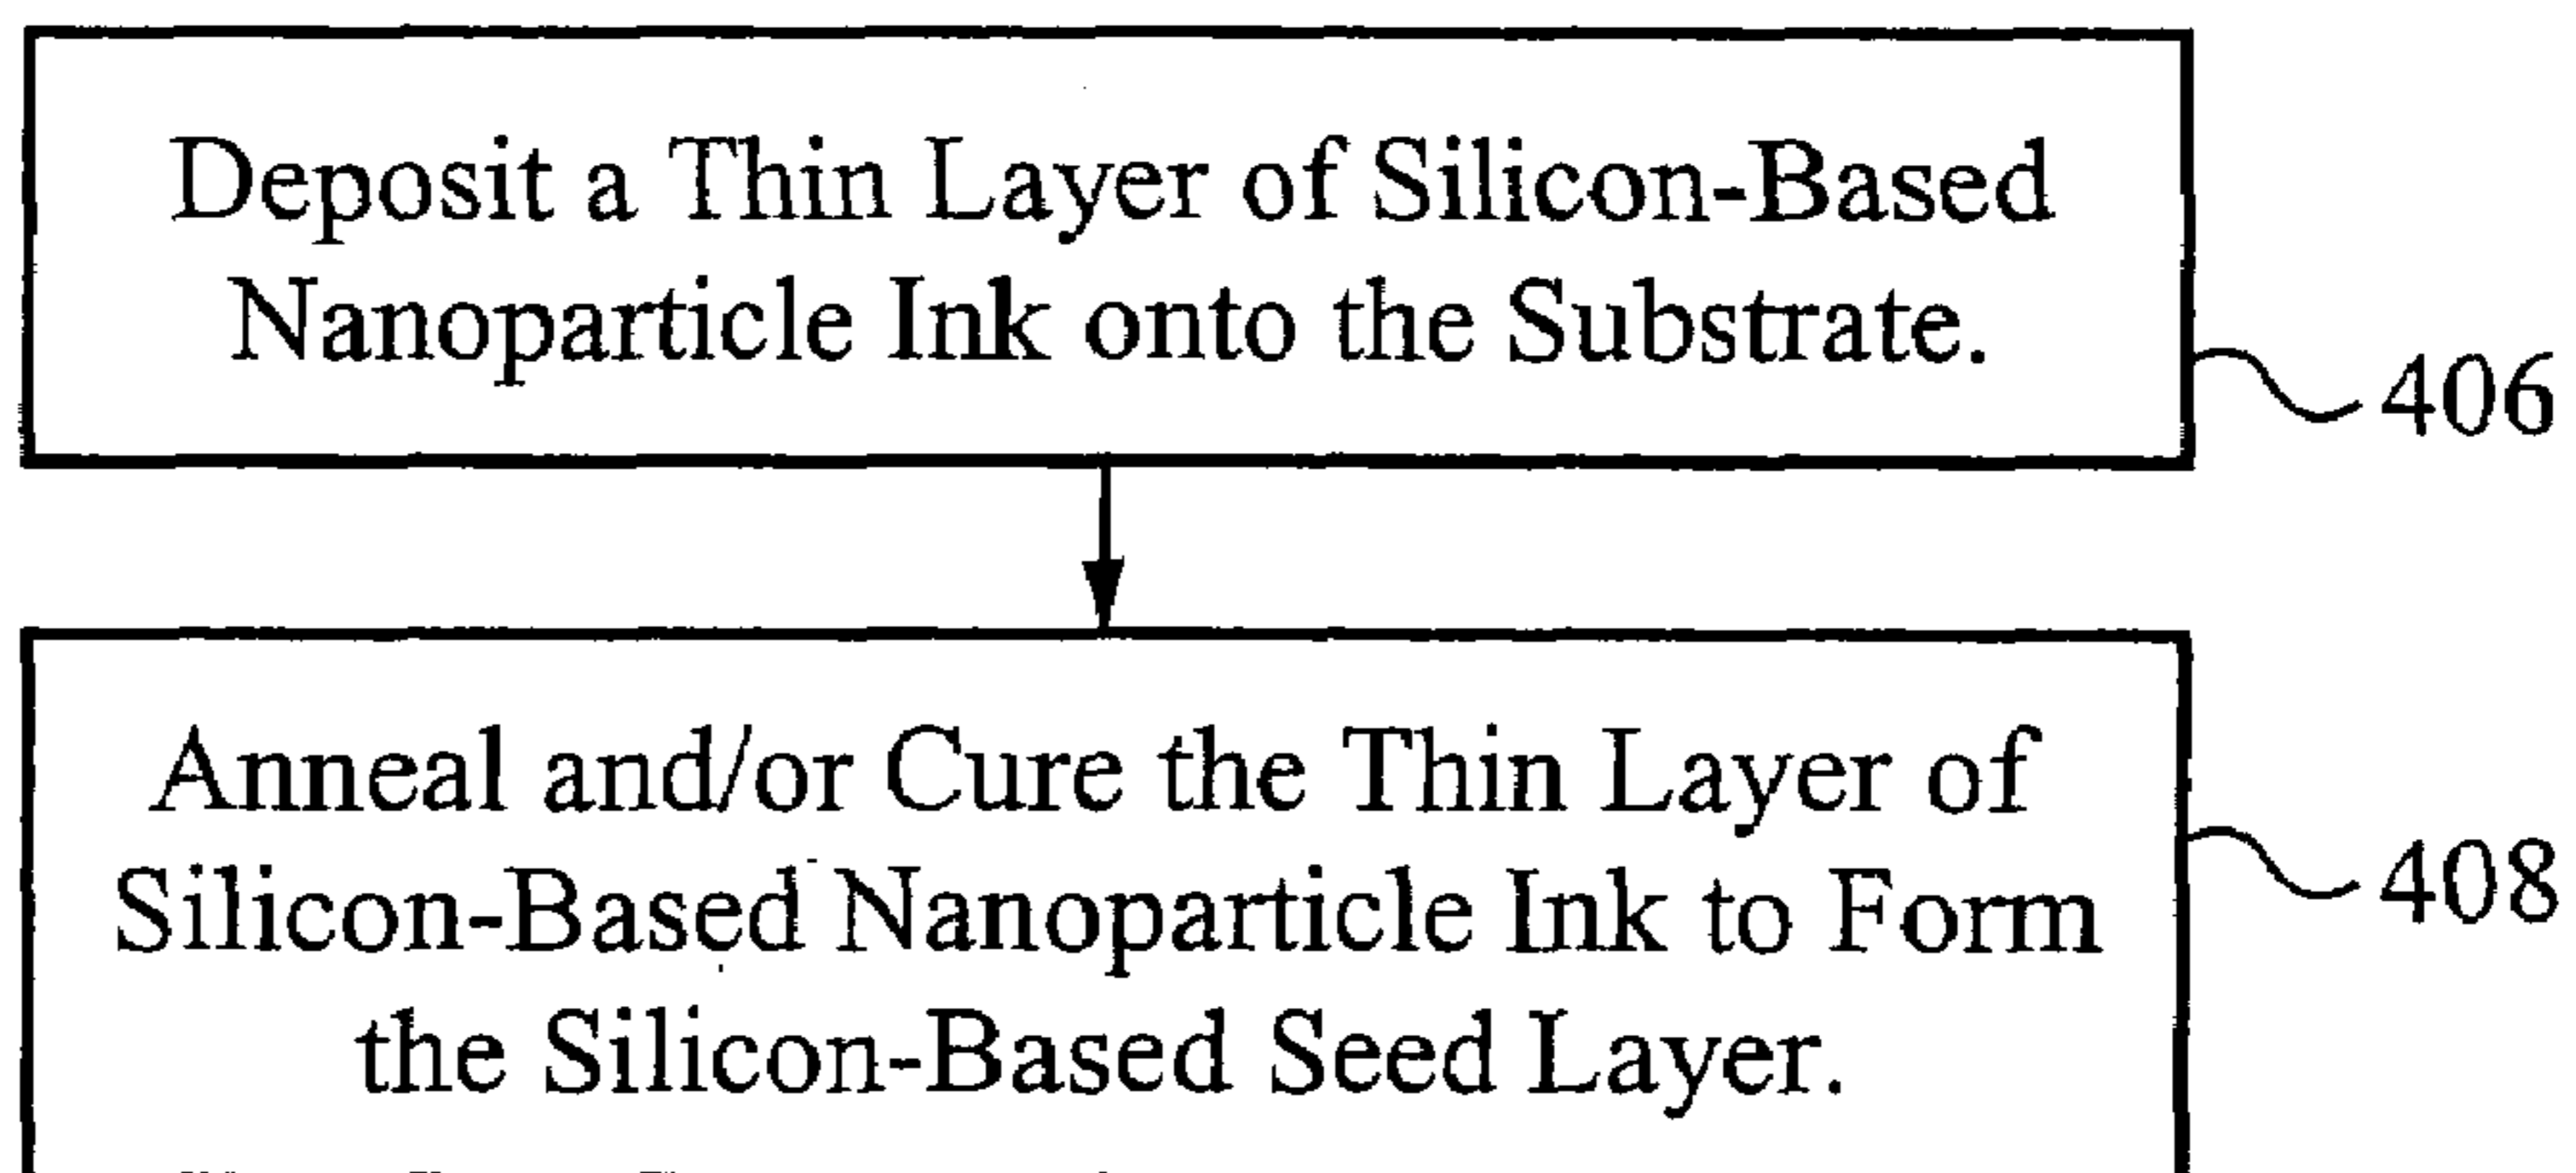 Deposit a Thin Layer of Silicon-Based
Nanoparticle Ink onto the Substrate.
406
Anneal and/or Cure the Thin Layer of
408
Silicon-Based Nanoparticle Ink to Form
the Silicon-Based Seed Layer.